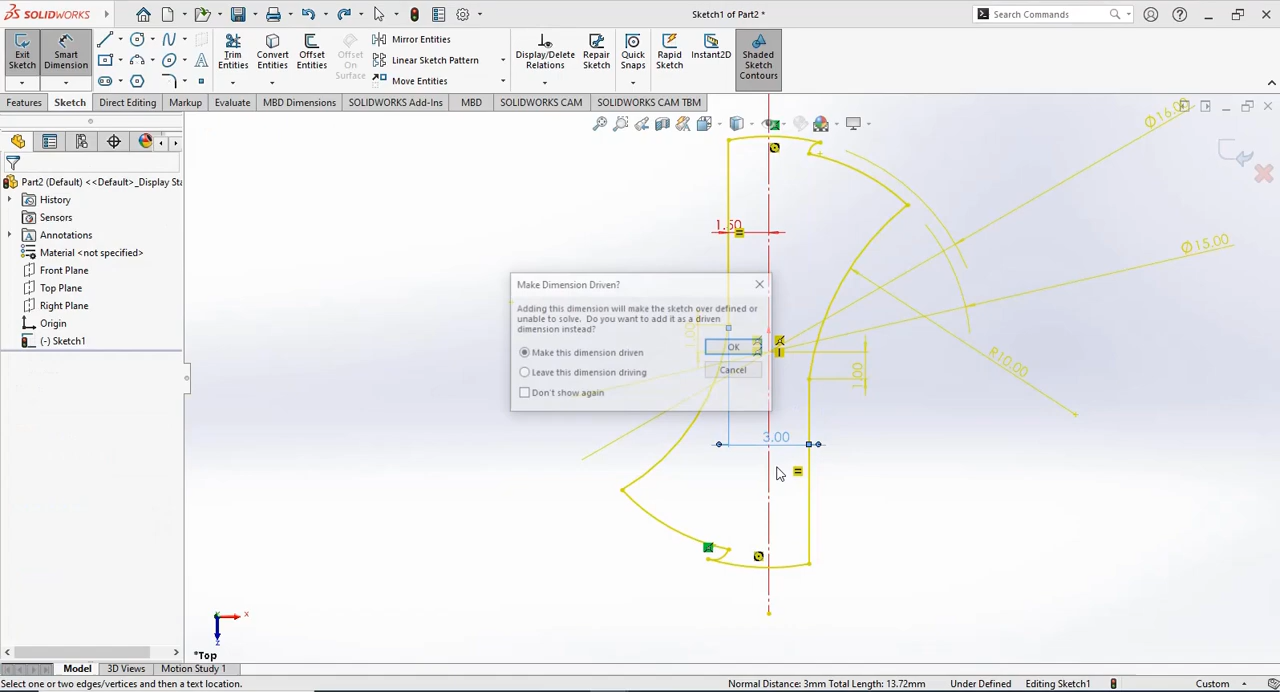 SOLIDWORKS
Sketch1 of Part2 *
Search Commands
Exit Sketch
Smart Dimension
Trim Entities
Convert Entities
Offset Entities
Offset On Surface
Mirror Entities
Linear Sketch Pattern
Move Entities
Display/Delete Relations
Repair Sketch
Quick Snaps
Rapid Sketch
Instant2D
Shaded Sketch Contours
Features
Sketch
Direct Editing
Markup
Evaluate
MBD Dimensions
SOLIDWORKS Add-Ins
MBD
SOLIDWORKS CAM
SOLIDWORKS CAM TBM
Part2 (Default) <<Default>_Display Sta
History
Sensors
Annotations
Material <not specified>
Front Plane
Top Plane
Right Plane
Origin
(-) Sketch1
Ø15.00
1.50
R10.00
1.00
3.00
Make Dimension Driven?
Adding this dimension will make the sketch over defined or
unable to solve. Do you want to add it as a driven
dimension instead?
Make this dimension driven
OK
Leave this dimension driving
Cancel
Don't show again
x
z
*Top
Model
3D Views
Motion Study 1
Select one or two edges/vertices and then a text location.
Normal Distance: 3mm Total Length: 13.72mm
Under Defined
Editing Sketch1
Custom